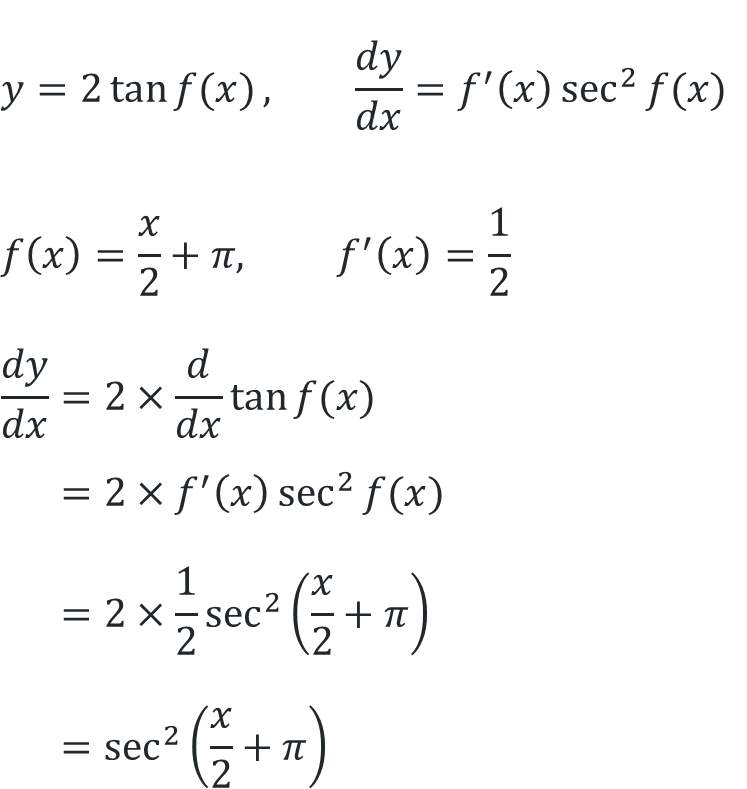 y = 2 tan f(x), dy/dx = f′(x) sec² f(x)
f(x) = x/2 + π, f′(x) = 1/2
dy/dx = 2 × d/dx tan f(x)
= 2 × f′(x) sec² f(x)
= 2 × 1/2 sec² (x/2 + π)
= sec² (x/2 + π)